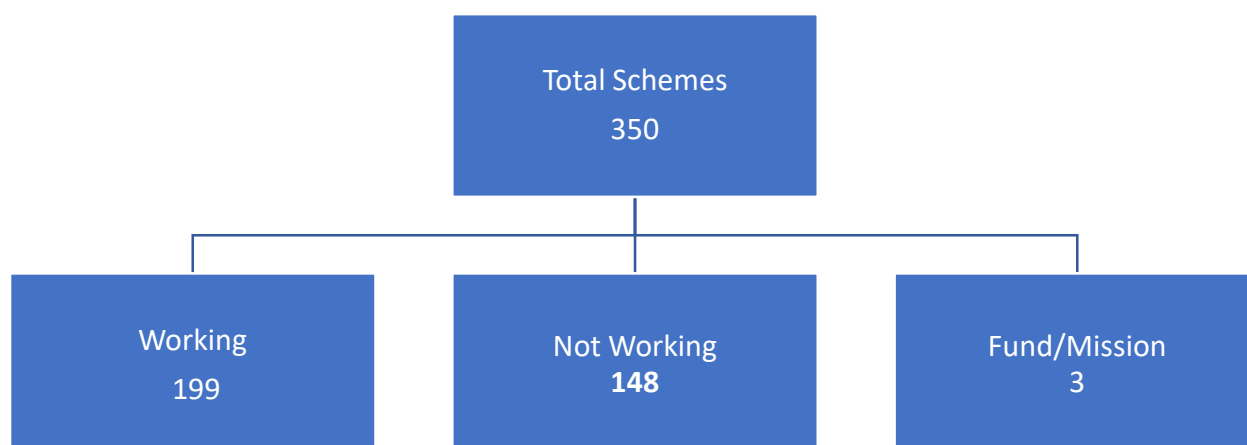 Total Schemes
350
Working
199
Not Working
148
Fund/Mission
3